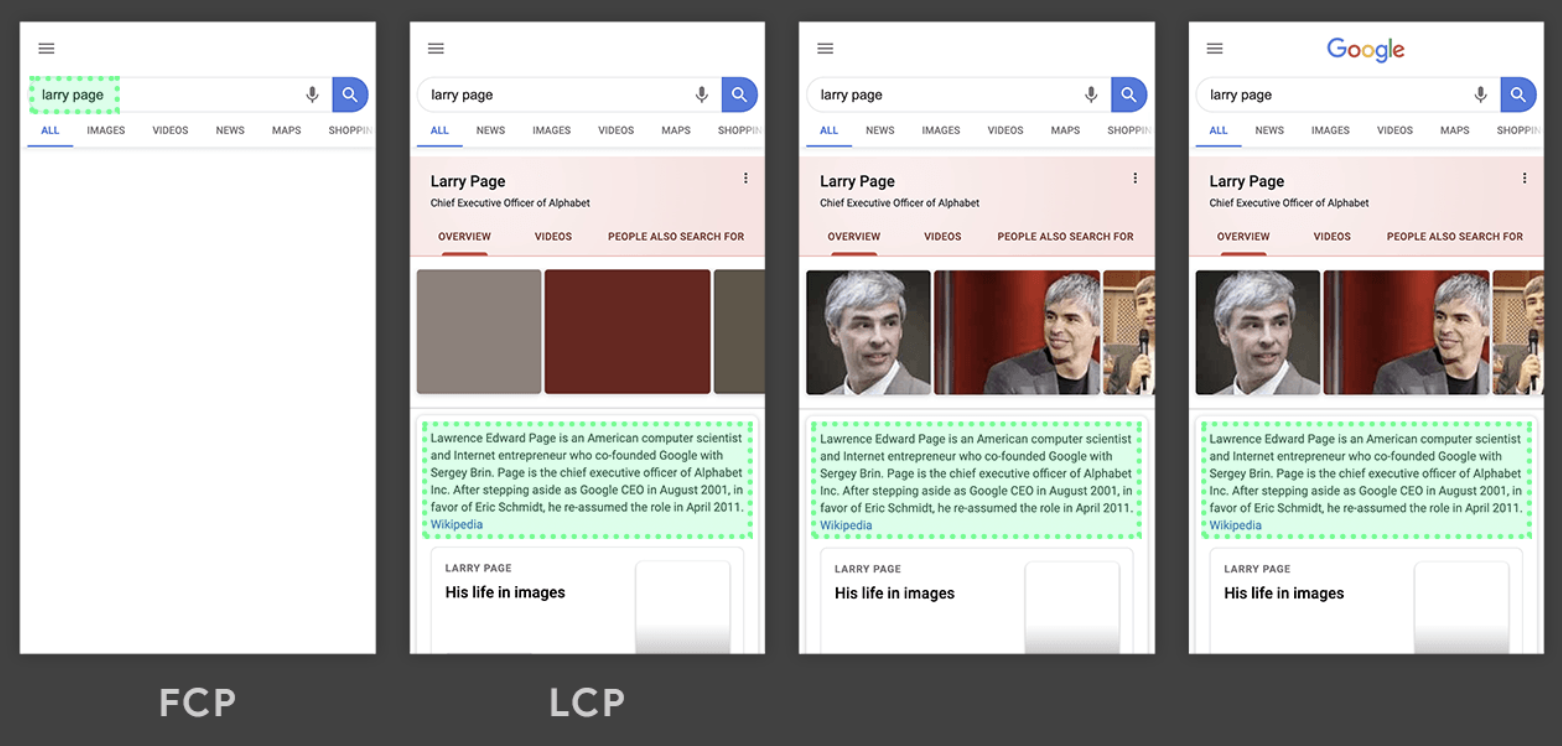 larry page
ALL IMAGES VIDEOS NEWS MAPS SHOPPIN
FCP
larry page
ALL NEWS IMAGES VIDEOS MAPS SHOPPIN
Larry Page
Chief Executive Officer of Alphabet
OVERVIEW VIDEOS PEOPLE ALSO SEARCH FOR
Lawrence Edward Page is an American computer scientist
and Internet entrepreneur who co-founded Google with
Sergey Brin. Page is the chief executive officer of Alphabet
Inc. After stepping aside as Google CEO in August 2001, in
favor of Eric Schmidt, he re-assumed the role in April 2011.
Wikipedia
LARRY PAGE
His life in images
LCP
larry page
ALL NEWS IMAGES VIDEOS MAPS SHOPPIN
Larry Page
Chief Executive Officer of Alphabet
OVERVIEW VIDEOS PEOPLE ALSO SEARCH FOR
Lawrence Edward Page is an American computer scientist
and Internet entrepreneur who co-founded Google with
Sergey Brin. Page is the chief executive officer of Alphabet
Inc. After stepping aside as Google CEO in August 2001, in
favor of Eric Schmidt, he re-assumed the role in April 2011.
Wikipedia
LARRY PAGE
His life in images
Google
larry page
ALL NEWS IMAGES VIDEOS MAPS SHOPPIN
Larry Page
Chief Executive Officer of Alphabet
OVERVIEW VIDEOS PEOPLE ALSO SEARCH FOR
Lawrence Edward Page is an American computer scientist
and Internet entrepreneur who co-founded Google with
Sergey Brin. Page is the chief executive officer of Alphabet
Inc. After stepping aside as Google CEO in August 2001, in
favor of Eric Schmidt, he re-assumed the role in April 2011.
Wikipedia
LARRY PAGE
His life in images